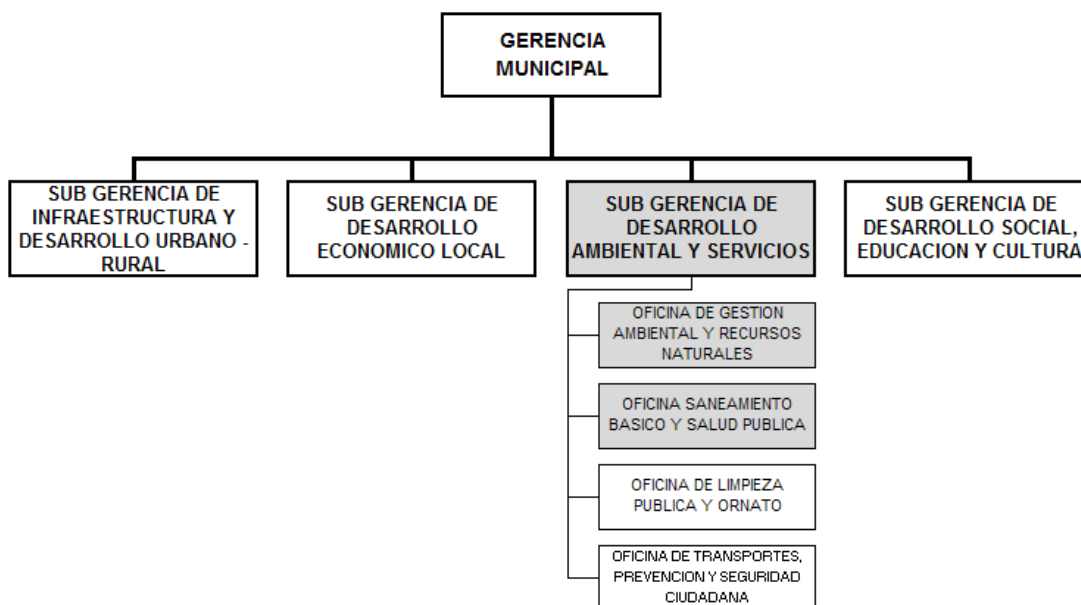 GERENCIA
MUNICIPAL
SUB GERENCIA DE
INFRAESTRUCTURA Y
DESARROLLO URBANO -
RURAL
SUB GERENCIA DE
DESARROLLO
ECONOMICO LOCAL
SUB GERENCIA DE
DESARROLLO
AMBIENTAL Y SERVICIOS
SUB GERENCIA DE
DESARROLLO SOCIAL,
EDUCACION Y CULTURA
OFICINA DE GESTION
AMBIENTAL Y RECURSOS
NATURALES
OFICINA SANEAMIENTO
BASICO Y SALUD PUBLICA
OFICINA DE LIMPIEZA
PUBLICA Y ORNATO
OFICINA DE TRANSPORTES,
PREVENCION Y SEGURIDAD
CIUDADANA